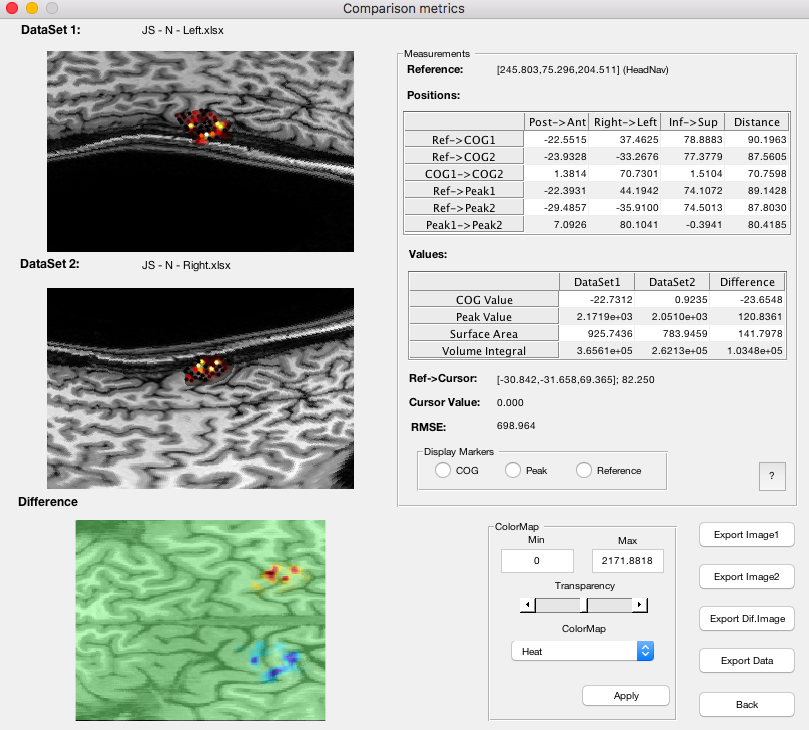 Comparison metrics
DataSet 1: JS - N - Left.xlsx
Measurements
Reference: [245.803,75.296,204.511] (HeadNav)
Positions:
Post->Ant Right->Left Inf->Sup Distance
Ref->COG1 -22.5515 37.4625 78.8883 90.1963
Ref->COG2 -23.9328 -33.2676 77.3779 87.5605
COG1->COG2 1.3814 70.7301 1.5104 70.7598
Ref->Peak1 -22.3931 44.1942 74.1072 89.1428
Ref->Peak2 -29.4857 -35.9100 74.5013 87.8030
Peak1->Peak2 7.0926 80.1041 -0.3941 80.4185
DataSet 2: JS - N - Right.xlsx
Values:
DataSet1 DataSet2 Difference
COG Value -22.7312 0.9235 -23.6548
Peak Value 2.1719e+03 2.0510e+03 120.8361
Surface Area 925.7436 783.9459 141.7978
Volume Integral 3.6561e+05 2.6213e+05 1.0348e+05
Ref->Cursor: [-30.842,-31.658,69.365]; 82.250
Cursor Value: 0.000
RMSE: 698.964
Display Markers
COG Peak Reference
?
Difference
ColorMap
Min Max
0 2171.8818
Transparency
ColorMap
Heat
Apply
Export Image1
Export Image2
Export Dif.Image
Export Data
Back